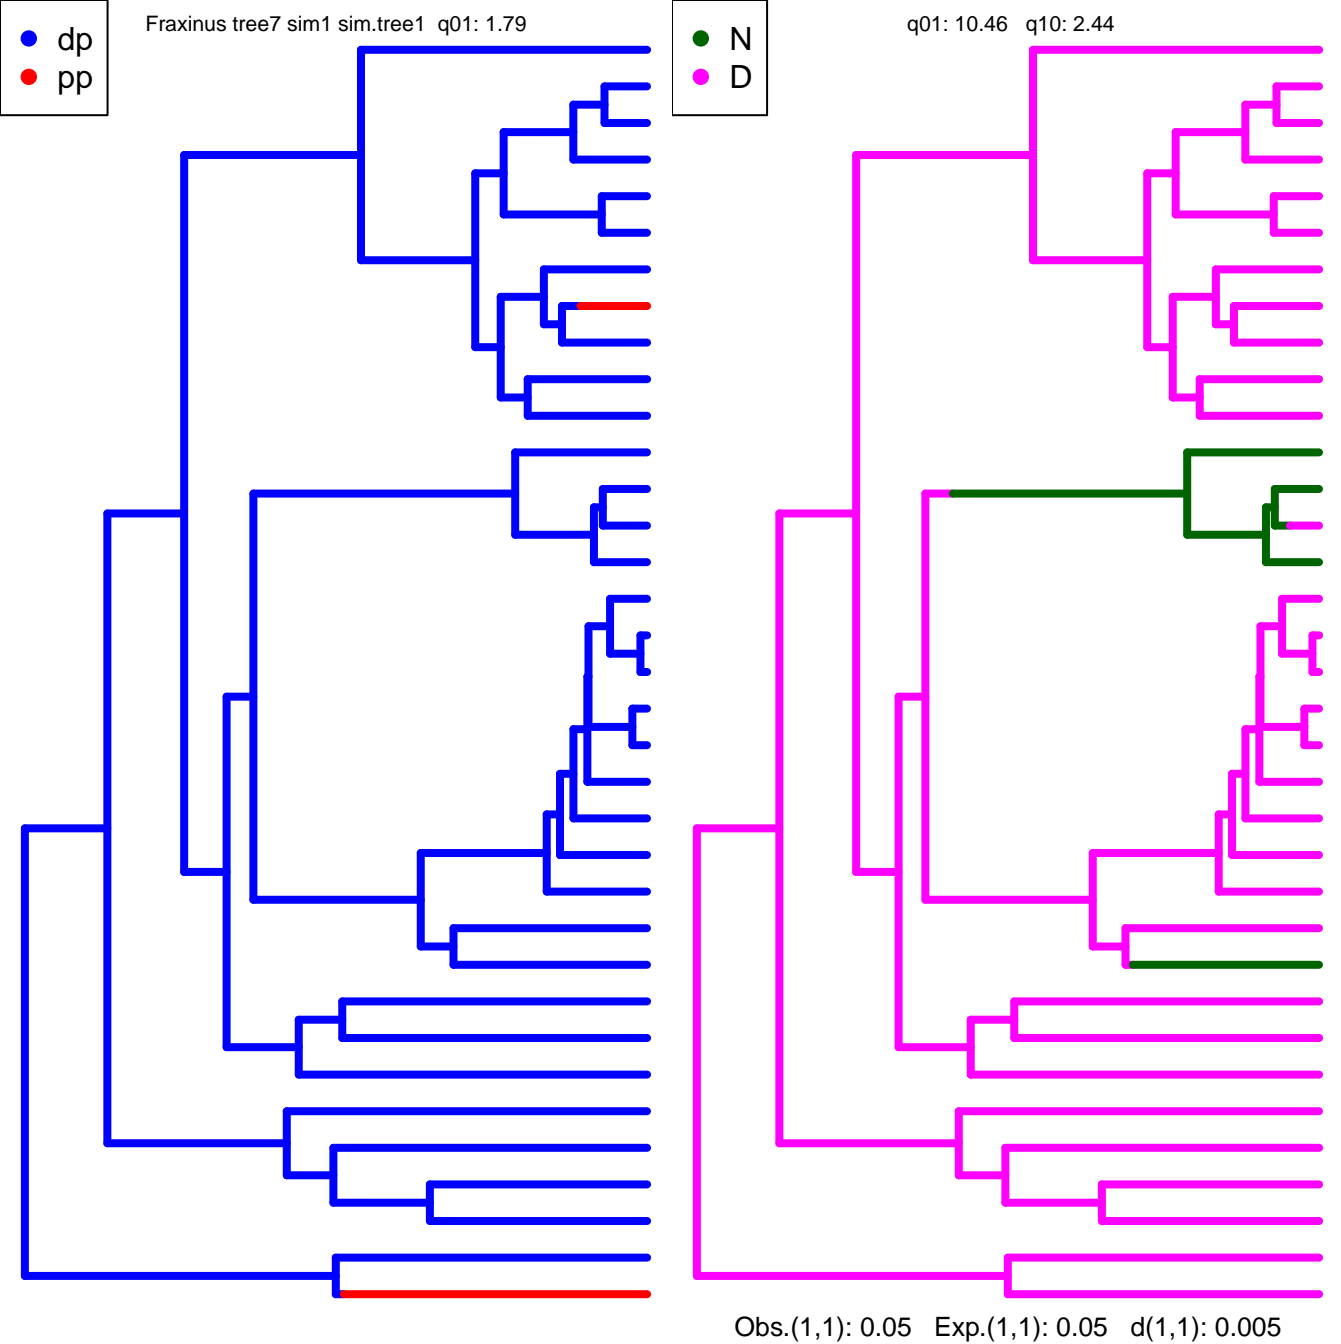 Fraxinus tree7 sim1 sim.tree1  q01: 1.79
dp
pp
q01: 10.46   q10: 2.44
N
D
Obs.(1,1): 0.05   Exp.(1,1): 0.05   d(1,1): 0.005